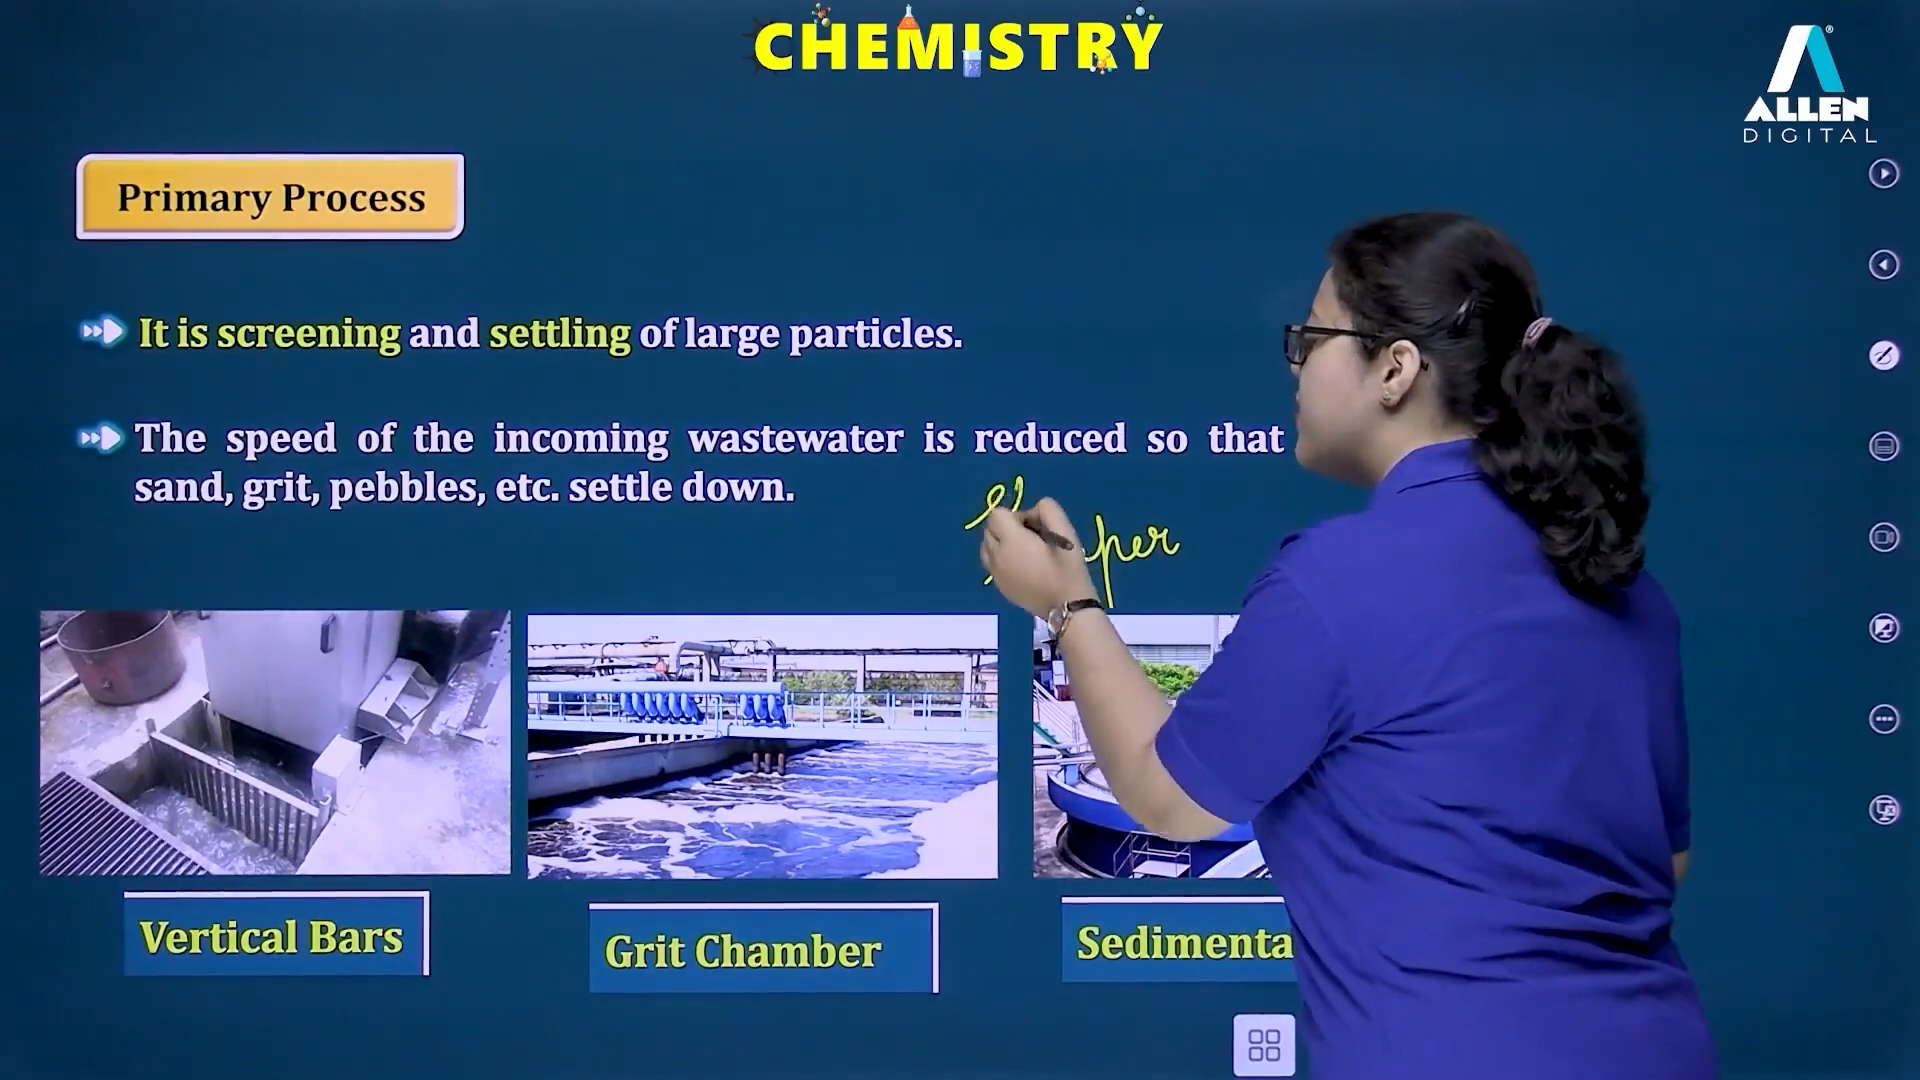 CHEMISTRY
ALLEN
DIGITAL
Primary Process
It is screening and settling of large particles.
The speed of the incoming wastewater is reduced so that
sand, grit, pebbles, etc. settle down.
Vertical Bars
Grit Chamber
Sedimenta